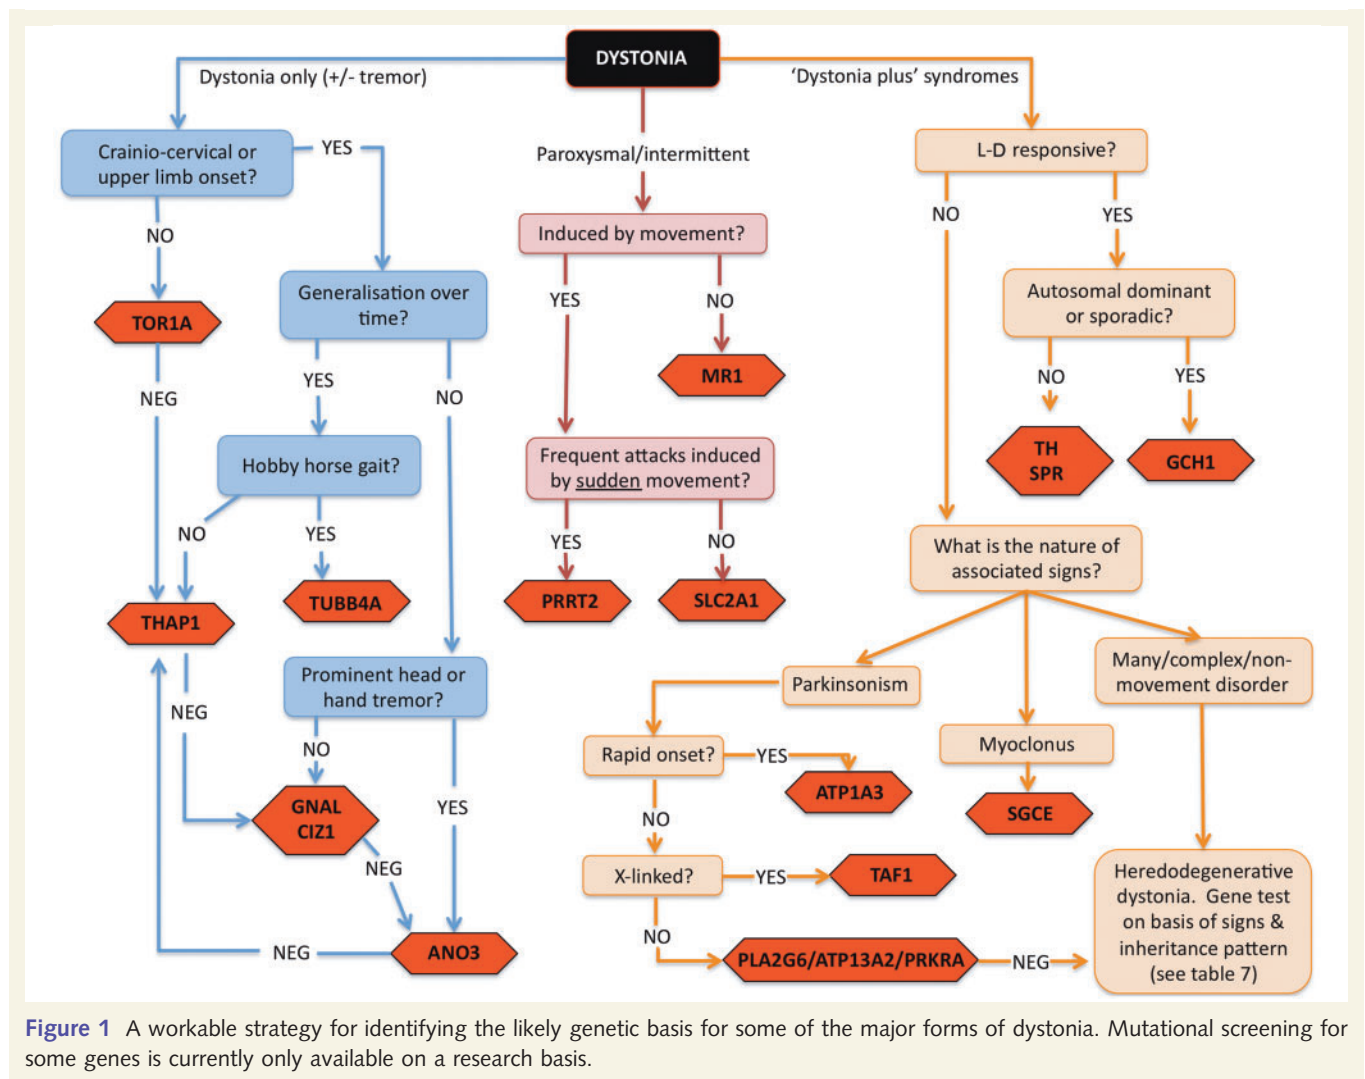 DYSTONIA
Dystonia only (+/- tremor)
'Dystonia plus' syndromes
Paroxysmal/intermittent
Crainio-cervical or
upper limb onset?
YES
NO
TOR1A
NEG
Generalisation over
time?
YES
NO
Hobby horse gait?
NO
YES
THAP1
TUBB4A
NEG
Prominent head or
hand tremor?
NO
YES
GNAL
CIZ1
NEG
NEG
ANO3
Induced by movement?
YES
NO
MR1
Frequent attacks induced
by sudden movement?
YES
NO
PRRT2
SLC2A1
L-D responsive?
NO
YES
Autosomal dominant
or sporadic?
NO
YES
TH
SPR
GCH1
What is the nature of
associated signs?
Parkinsonism
Many/complex/non-
movement disorder
Myoclonus
SGCE
Rapid onset?
YES
ATP1A3
NO
X-linked?
YES
TAF1
NO
PLA2G6/ATP13A2/PRKRA
NEG
Heredodegenerative
dystonia. Gene test
on basis of signs &
inheritance pattern
(see table 7)
Figure 1 A workable strategy for identifying the likely genetic basis for some of the major forms of dystonia. Mutational screening for
some genes is currently only available on a research basis.